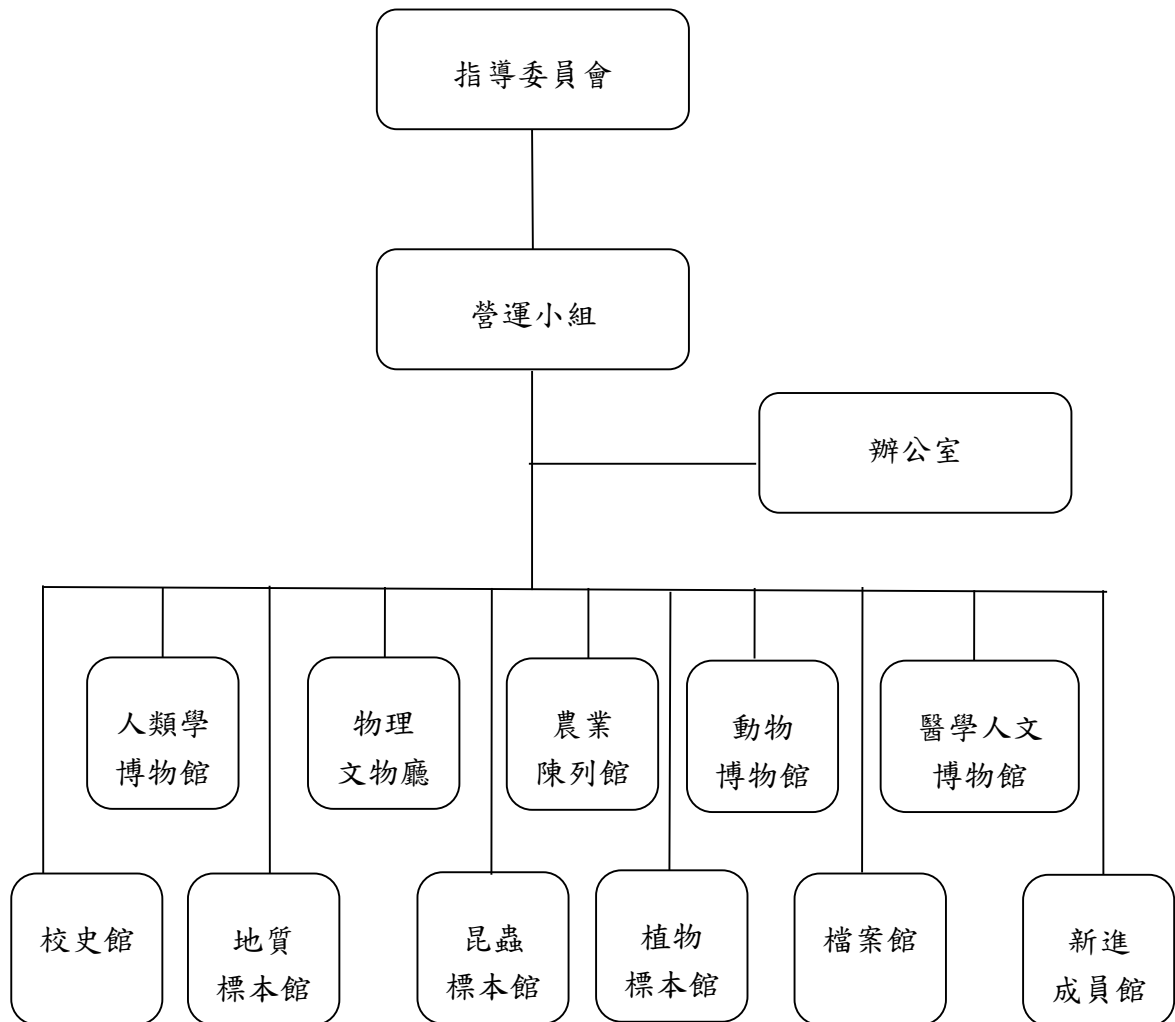 指導委員會
營運小組
辦公室
人類學
博物館
物理
文物廳
農業
陳列館
動物
博物館
醫學人文
博物館
校史館
地質
標本館
昆蟲
標本館
植物
標本館
檔案館
新進
成員館